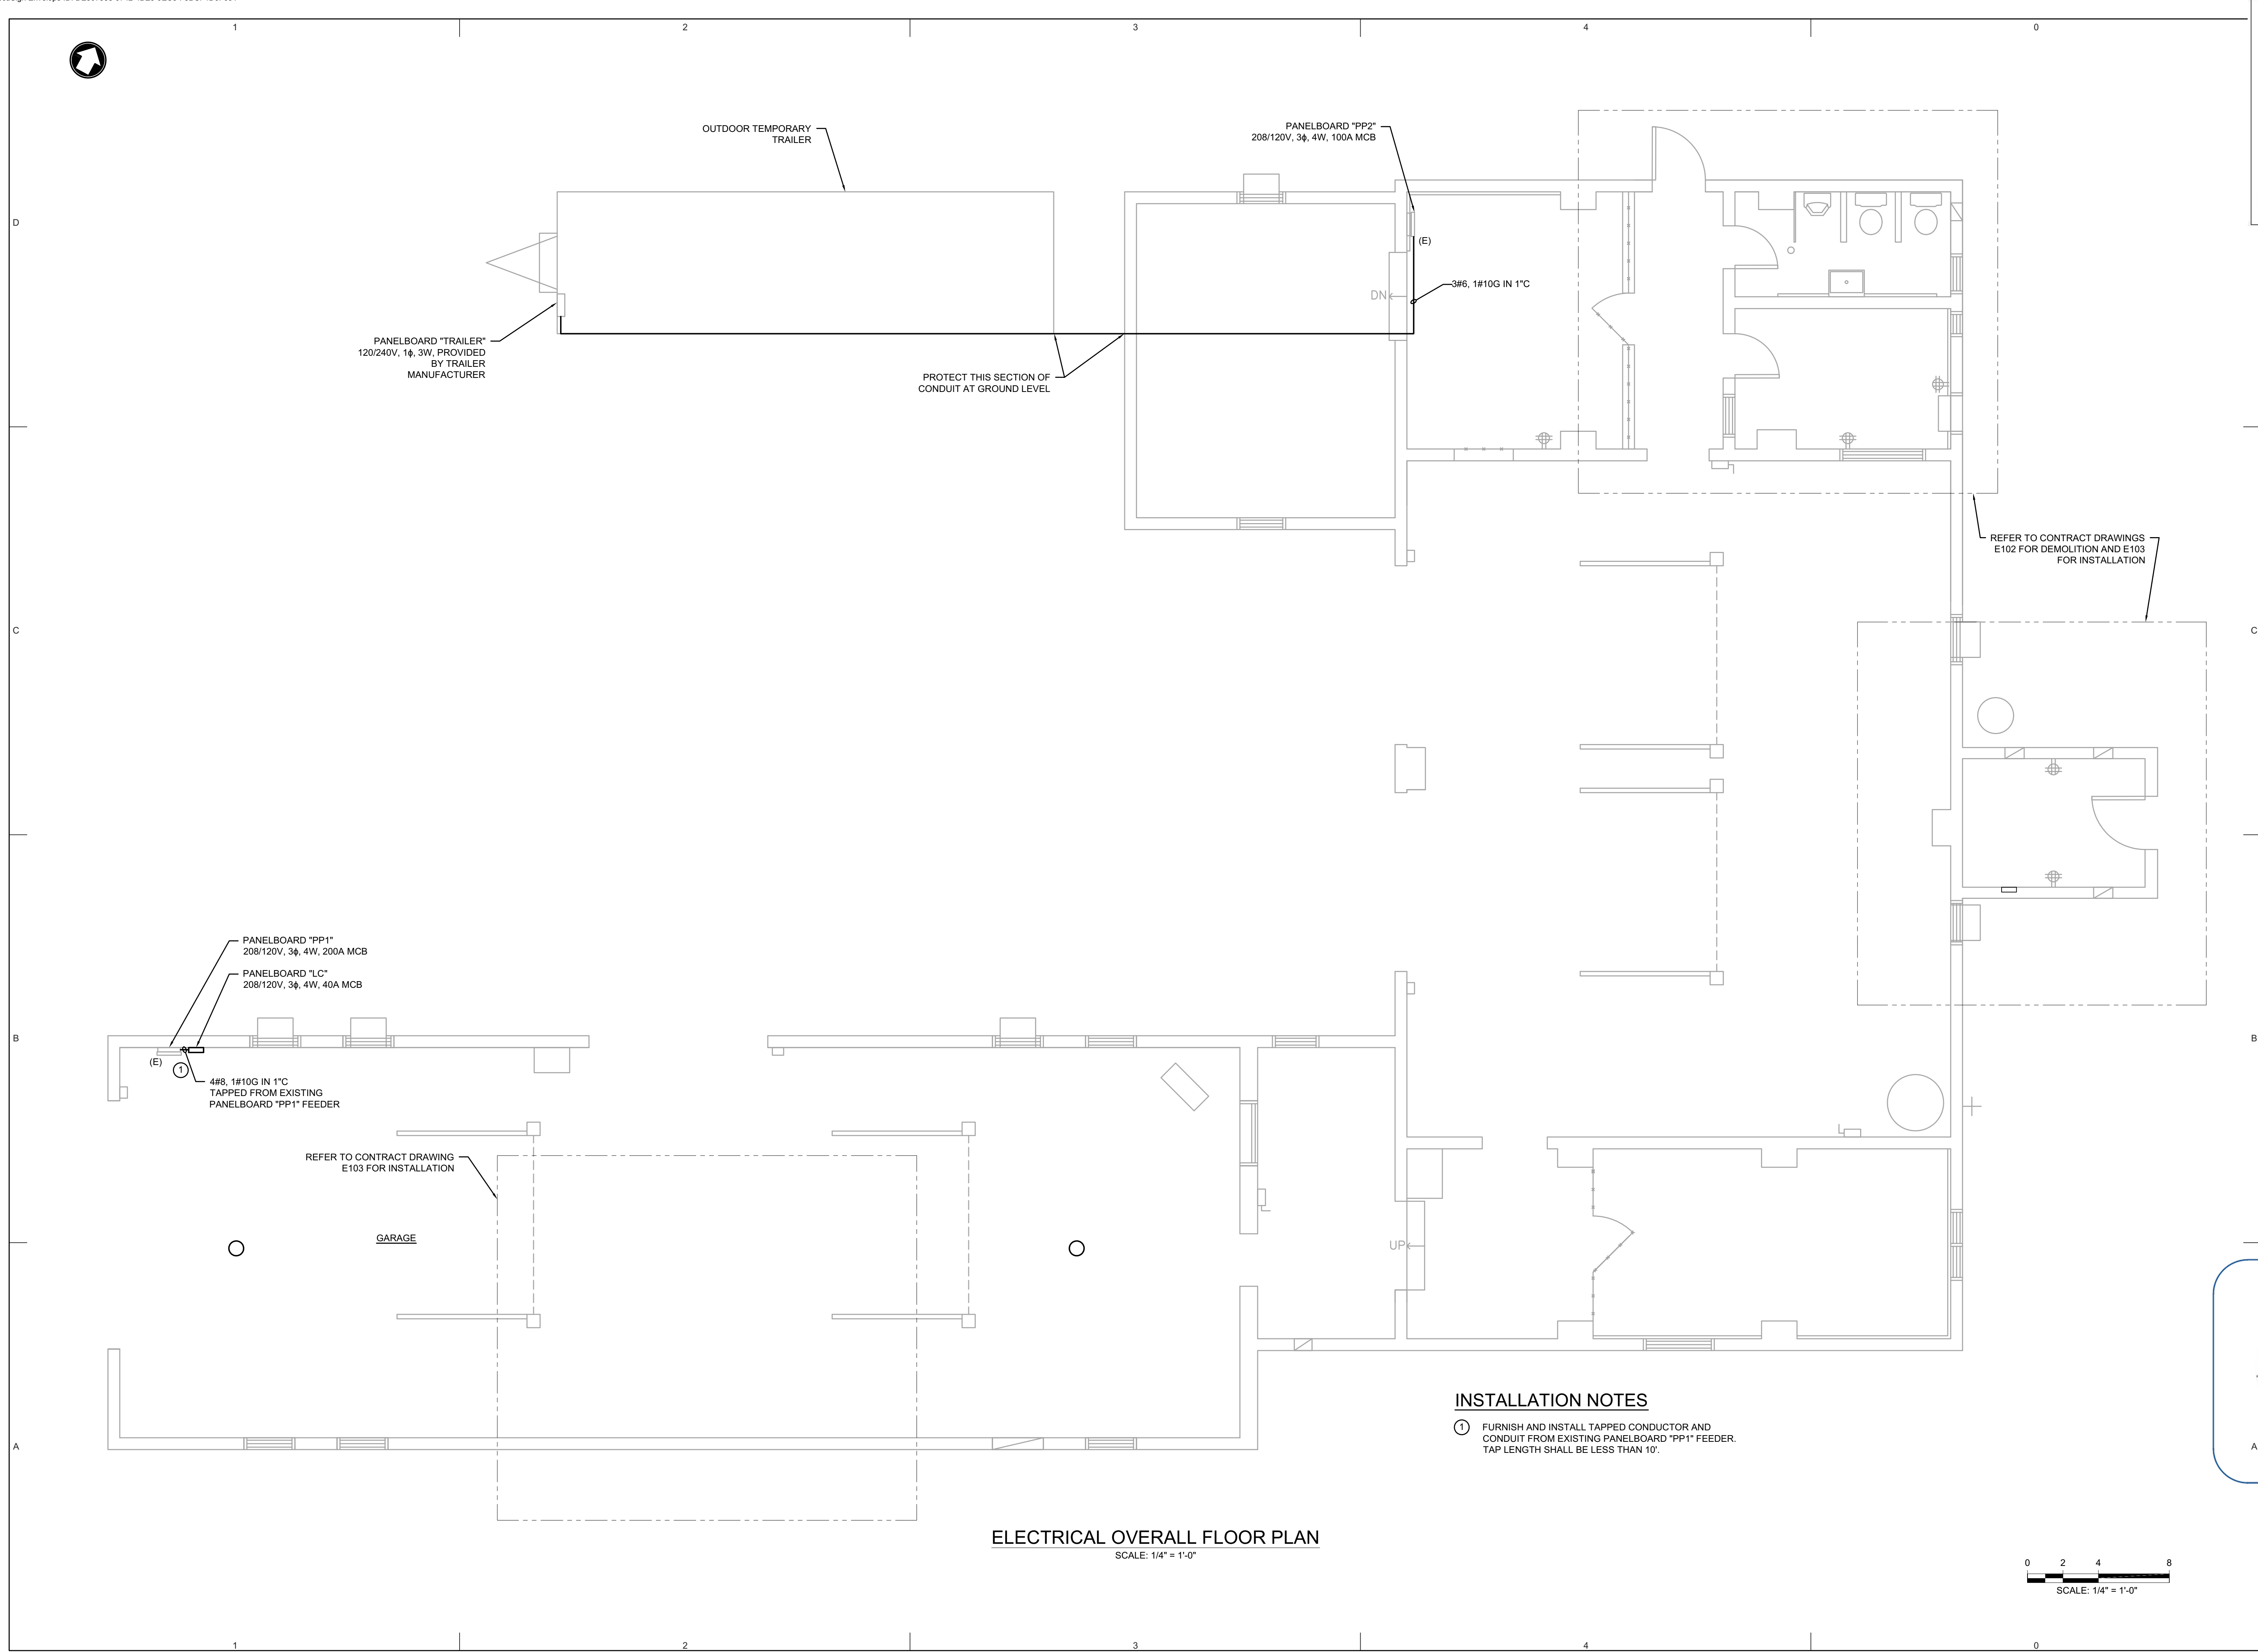 1
2
3
4
0
OUTDOOR TEMPORARY
TRAILER
PANELBOARD "PP2"
208/120V, 3ϕ, 4W, 100A MCB
D
(E)
3#6, 1#10G IN 1"C
DN
PANELBOARD "TRAILER"
120/240V, 1ϕ, 3W, PROVIDED
BY TRAILER
MANUFACTURER
PROTECT THIS SECTION OF
CONDUIT AT GROUND LEVEL
REFER TO CONTRACT DRAWINGS
E102 FOR DEMOLITION AND E103
FOR INSTALLATION
C
C
PANELBOARD "PP1"
208/120V, 3ϕ, 4W, 200A MCB
PANELBOARD "LC"
208/120V, 3ϕ, 4W, 40A MCB
B
B
(E)
1
4#8, 1#10G IN 1"C
TAPPED FROM EXISTING
PANELBOARD "PP1" FEEDER
REFER TO CONTRACT DRAWING
E103 FOR INSTALLATION
GARAGE
UP
INSTALLATION NOTES
1 FURNISH AND INSTALL TAPPED CONDUCTOR AND
CONDUIT FROM EXISTING PANELBOARD "PP1" FEEDER.
TAP LENGTH SHALL BE LESS THAN 10'.
A
A
ELECTRICAL OVERALL FLOOR PLAN
SCALE: 1/4" = 1'-0"
0 2 4 8
SCALE: 1/4" = 1'-0"
1
2
3
4
0